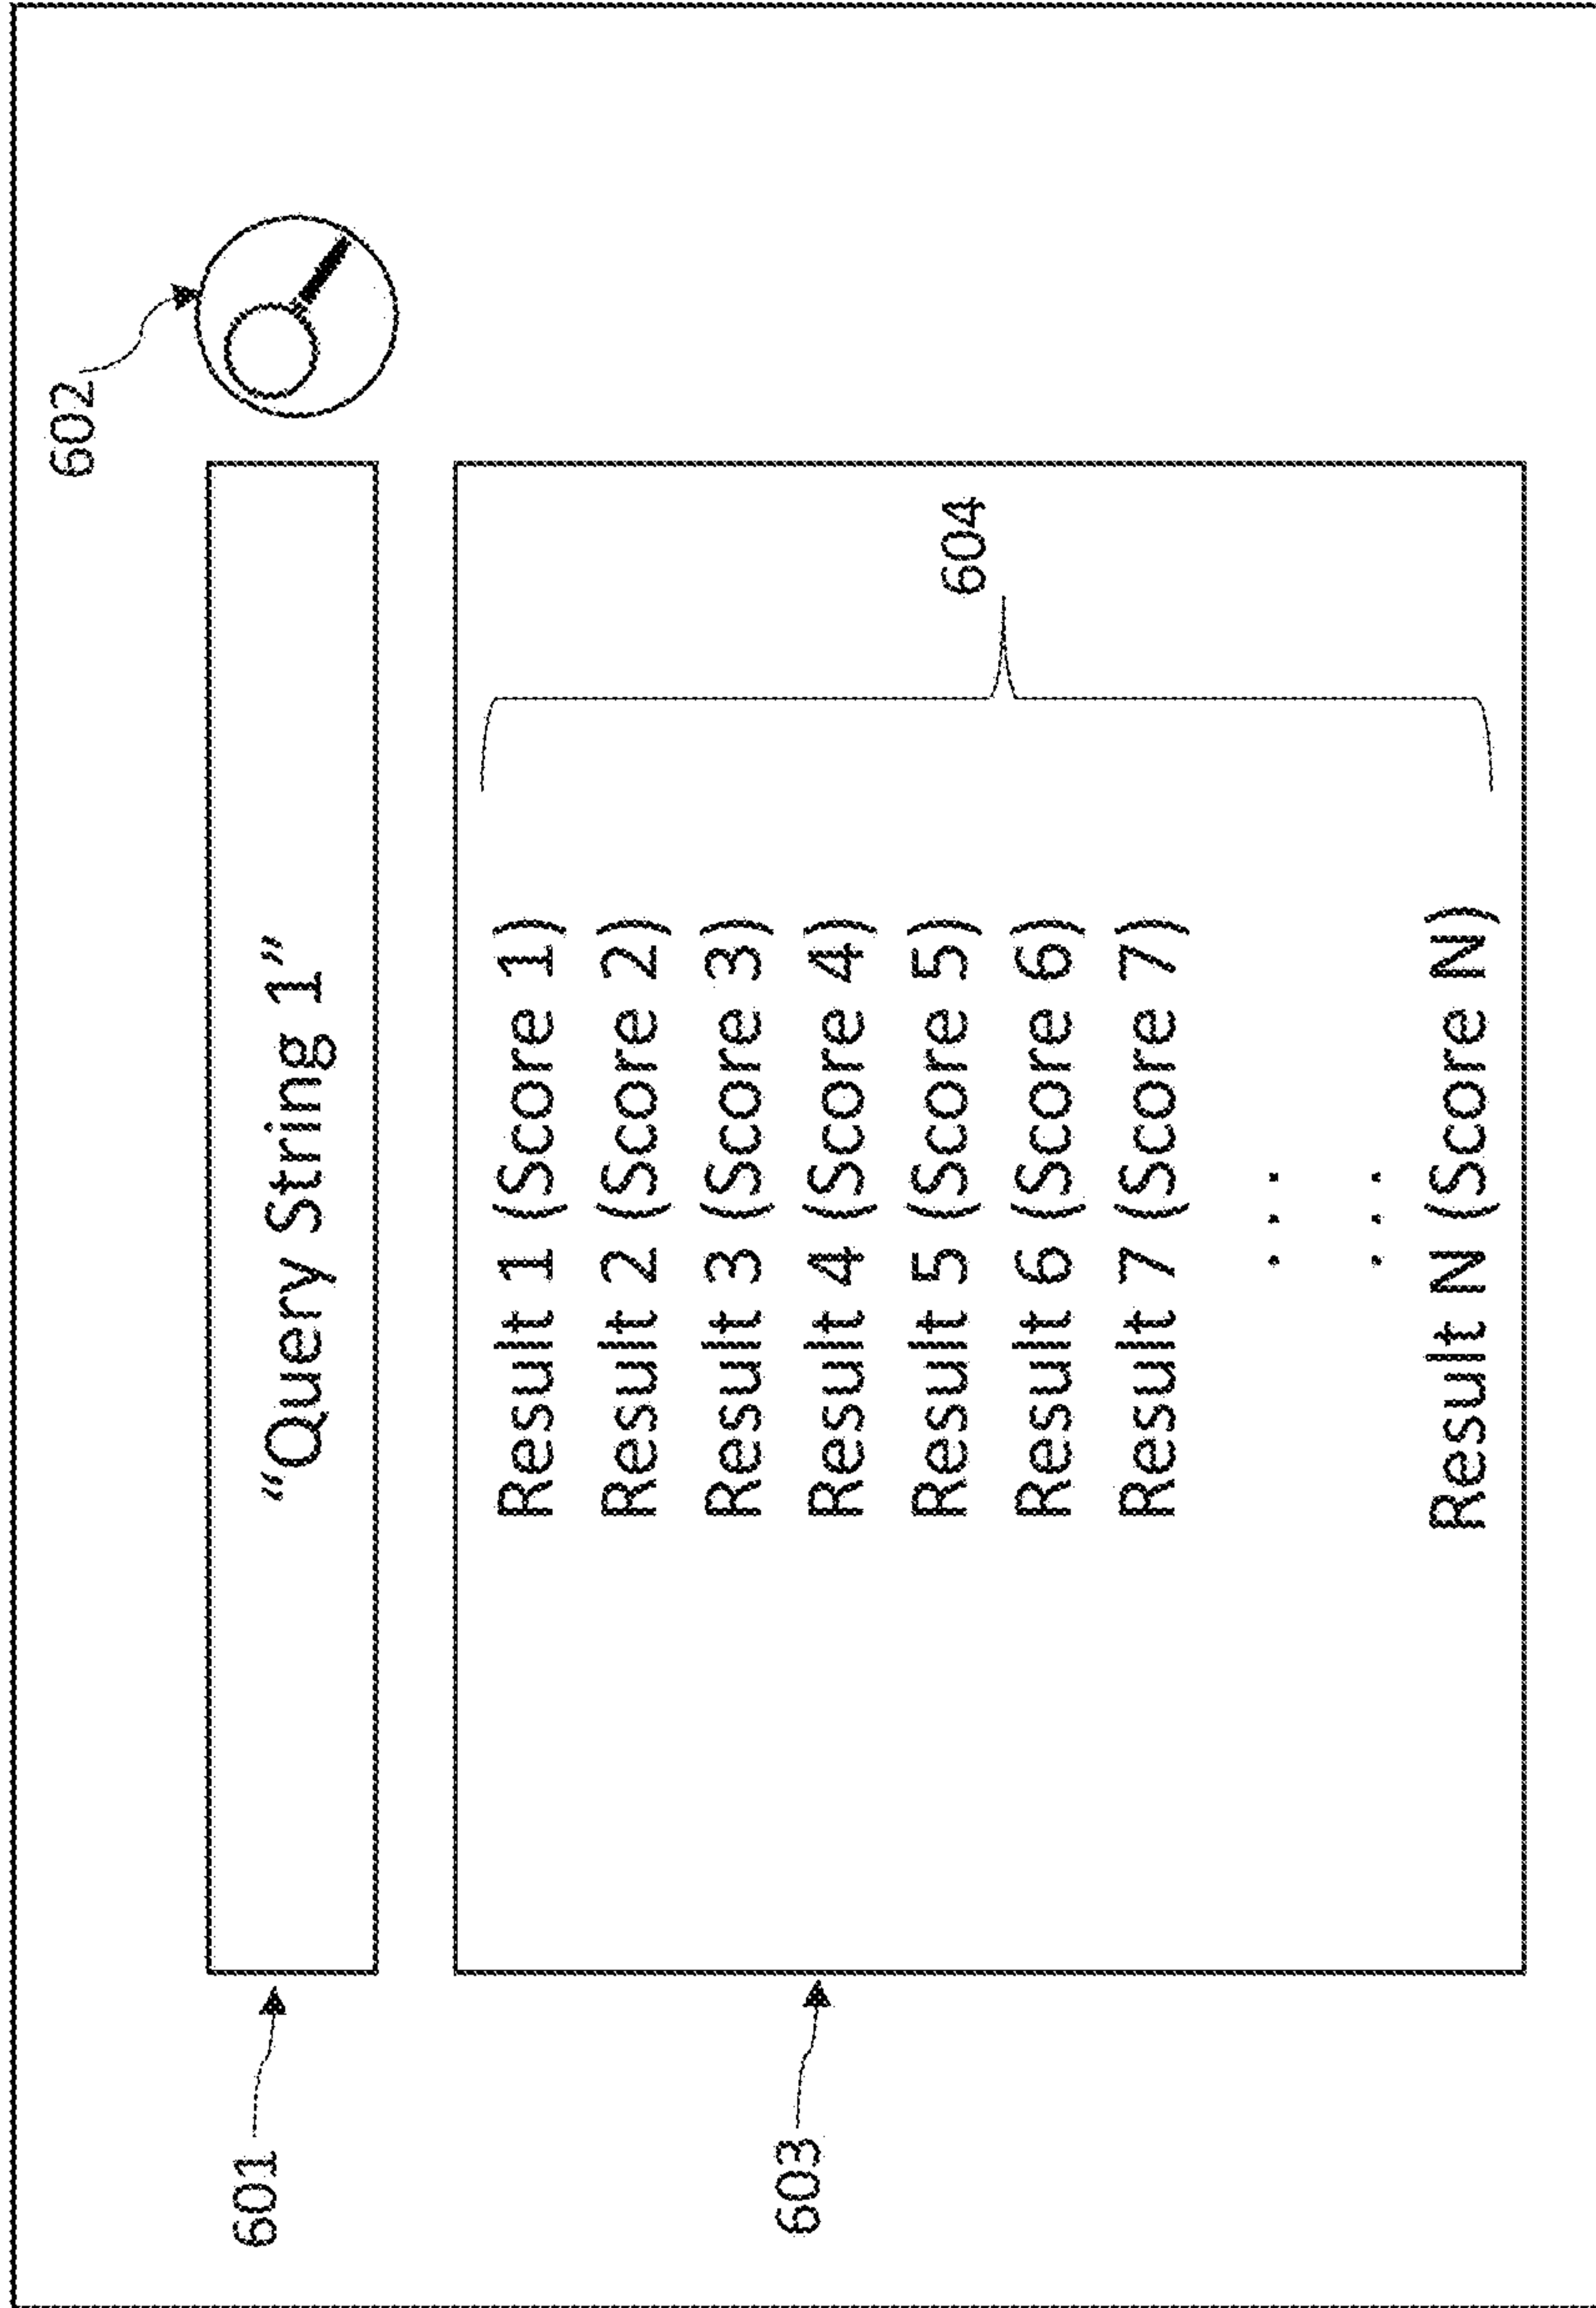 602
601
“Query String 1”
603
Result 1 (Score 1)
Result 2 (Score 2)
Result 3 (Score 3)
Result 4 (Score 4)
Result 5 (Score 5)
Result 6 (Score 6)
Result 7 (Score 7)
. . .
. . .
Result N (Score N)
604